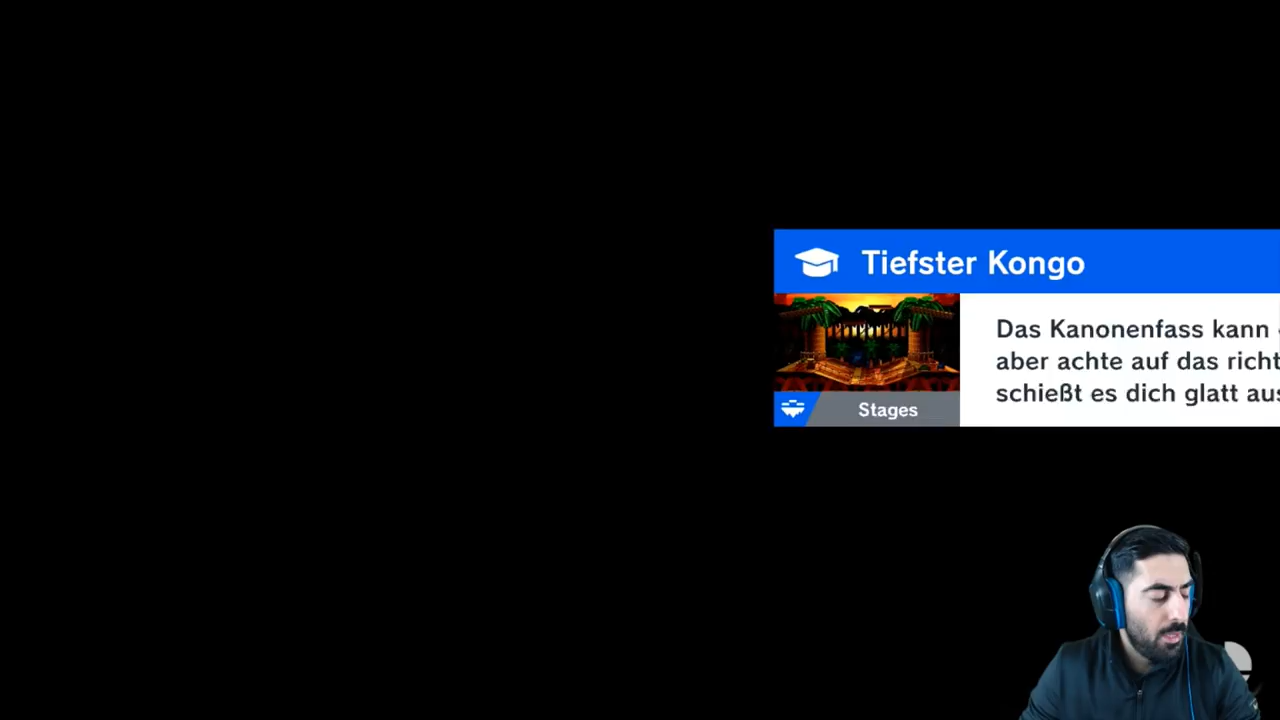 Tiefster Kongo
Das Kanonenfass kann
aber achte auf das richt
schießt es dich glatt aus
Stages